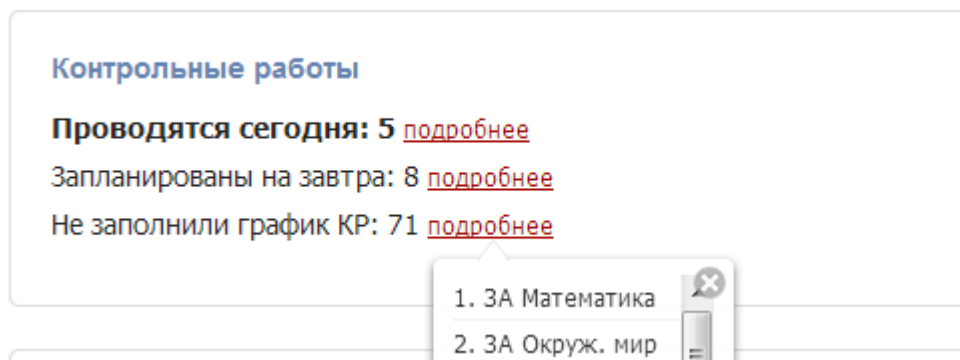 Контрольные работы
Проводятся сегодня: 5 подробнее
Запланированы на завтра: 8 подробнее
Не заполнили график КР: 71 подробнее
1. 3А Математика
2. 3А Окруж. мир